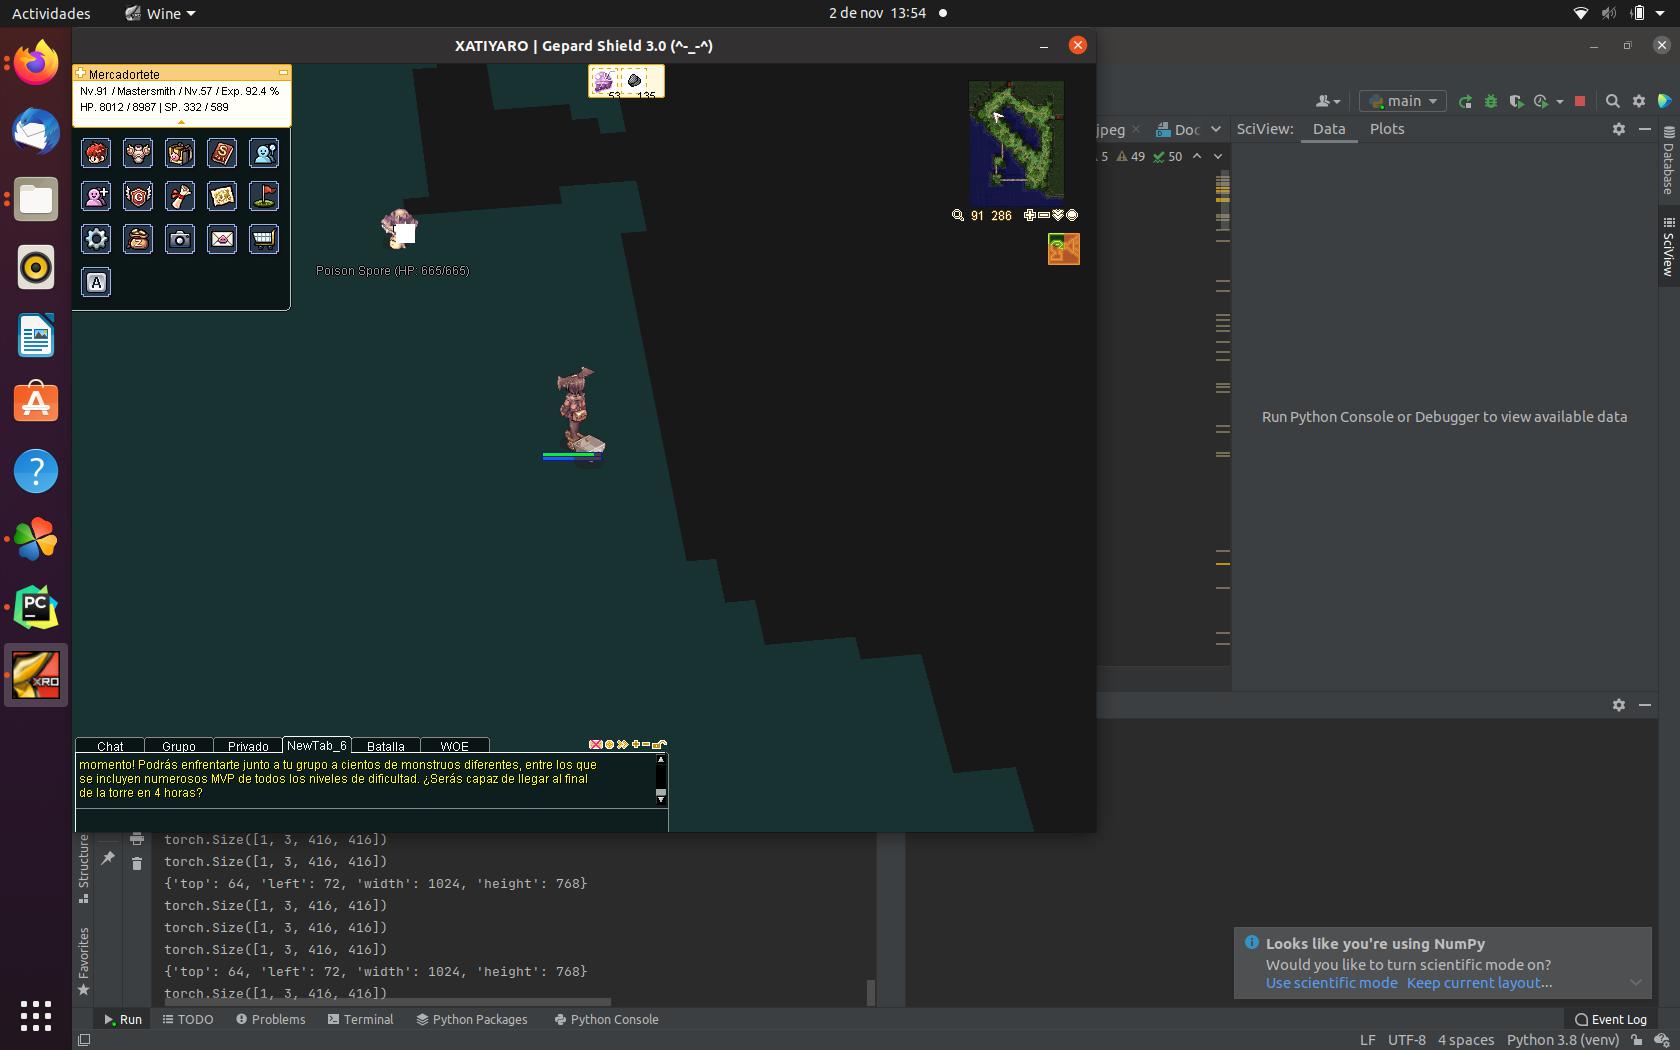 Actividades
Wine
2 de nov 13:54
XATIYARO | Gepard Shield 3.0 (^-_-^)
Mercadortete
Nv.91 / Mastersmith / Nv.57 / Exp. 92.4 %
HP. 8012 / 8987 | SP. 332 / 589
53
135
S
G
Z
A
91 286
Poison Spore (HP: 665/665)
Chat
Grupo
Privado
NewTab_6
Batalla
WOE
momento! Podrás enfrentarte junto a tu grupo a cientos de monstruos diferentes, entre los que
se incluyen numerosos MVP de todos los niveles de dificultad. ¿Serás capaz de llegar al final
de la torre en 4 horas?
main
jpeg
Doc
SciView:
Data
Plots
5
49
50
Database
SciView
Run Python Console or Debugger to view available data
PC
XRO
Structure
Favorites
torch.Size([1, 3, 416, 416])
torch.Size([1, 3, 416, 416])
{'top': 64, 'left': 72, 'width': 1024, 'height': 768}
torch.Size([1, 3, 416, 416])
torch.Size([1, 3, 416, 416])
torch.Size([1, 3, 416, 416])
{'top': 64, 'left': 72, 'width': 1024, 'height': 768}
torch.Size([1, 3, 416, 416])
Looks like you're using NumPy
Would you like to turn scientific mode on?
Use scientific mode Keep current layout...
Run
TODO
Problems
Terminal
Python Packages
Python Console
Event Log
LF UTF-8 4 spaces Python 3.8 (venv)